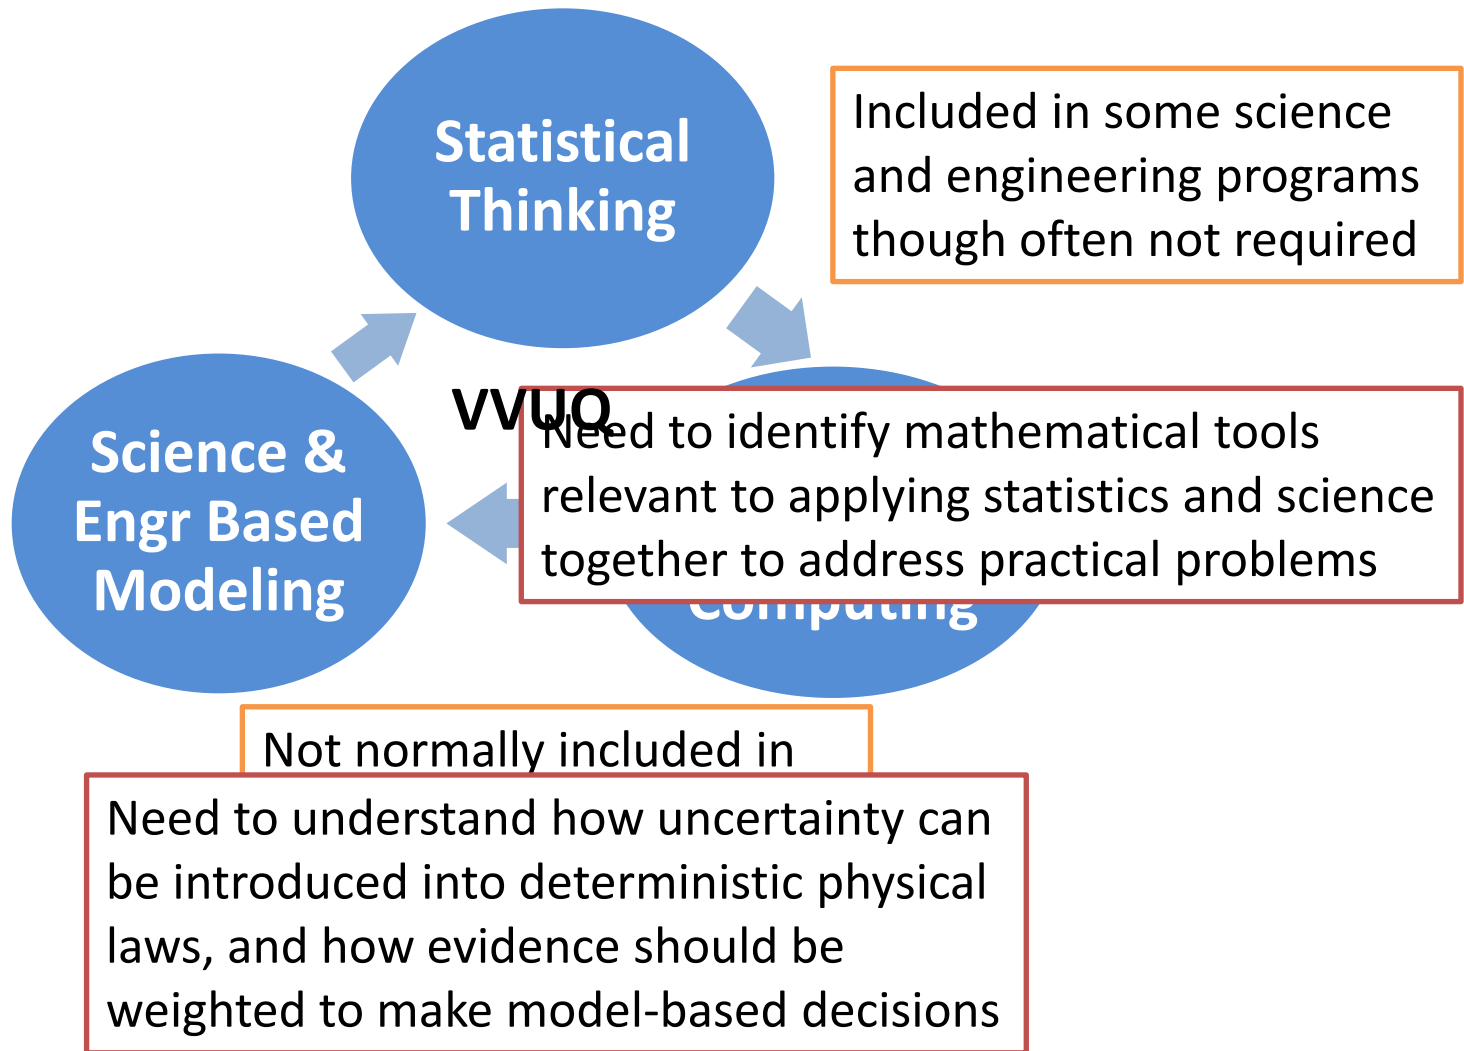 Statistical
Thinking
Included in some science
and engineering programs
though often not required
VVUQ
Need to identify mathematical tools
relevant to applying statistics and science
together to address practical problems
Science &
Engr Based
Modeling
Computing
Not normally included in
Need to understand how uncertainty can
be introduced into deterministic physical
laws, and how evidence should be
weighted to make model-based decisions